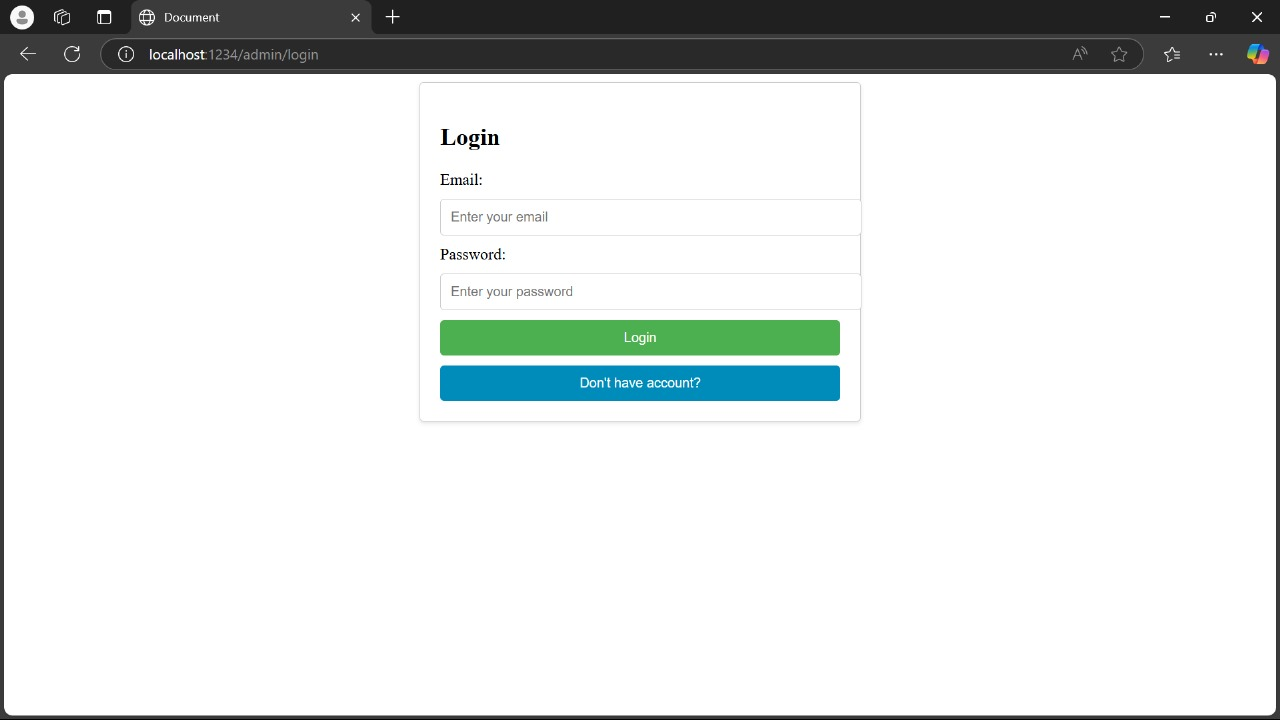 Document
localhost:1234/admin/login
Login
Email:
Enter your email
Password:
Enter your password
Login
Don't have account?